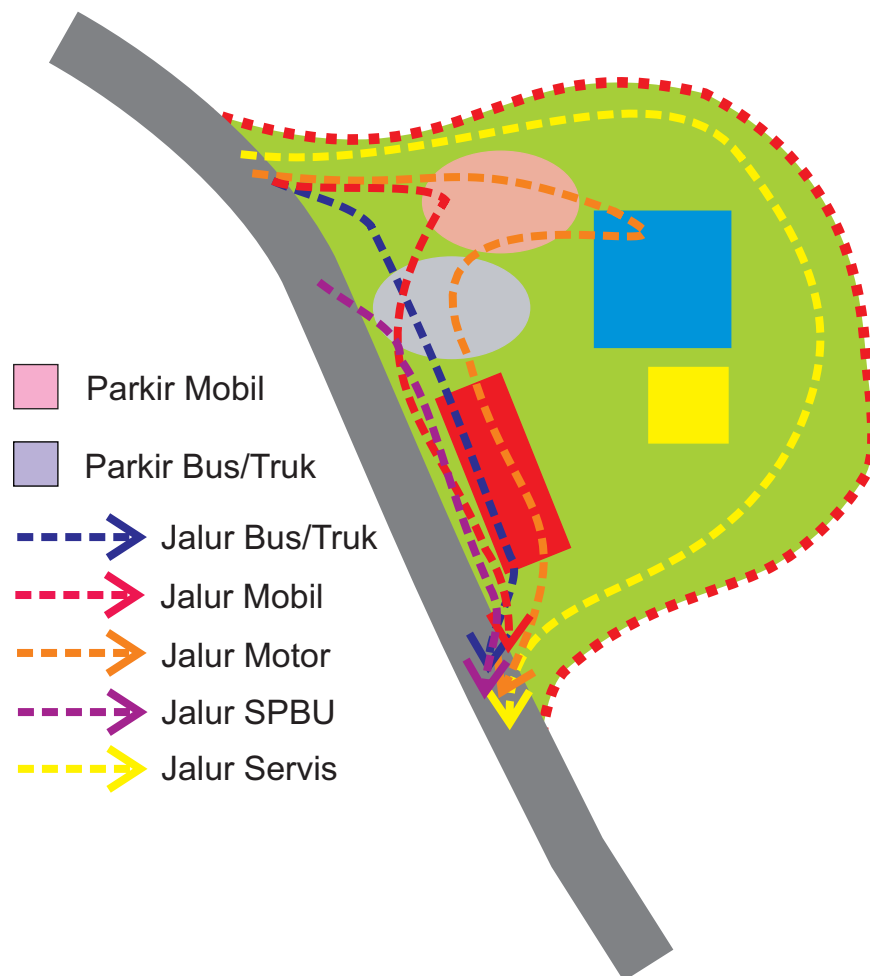 Parkir Mobil
Parkir Bus/Truk
Jalur Bus/Truk
Jalur Mobil
Jalur Motor
Jalur SPBU
Jalur Servis